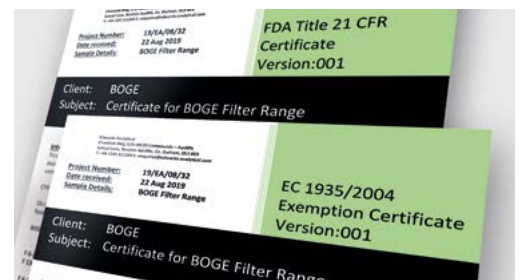 Project Number: 19/EA/08/32
Date received: 22 Aug 2019
Sample Details: BOGE Filter Range
FDA Title 21 CFR
Certificate
Version:001
Client: BOGE
Subject: Certificate for BOGE Filter Range
Edwards Analytical
Project Number: 19/EA/08/32
Date received: 22 Aug 2019
Sample Details: BOGE Filter Range
EC 1935/2004
Exemption Certificate
Version:001
Client: BOGE
Subject: Certificate for BOGE Filter Range